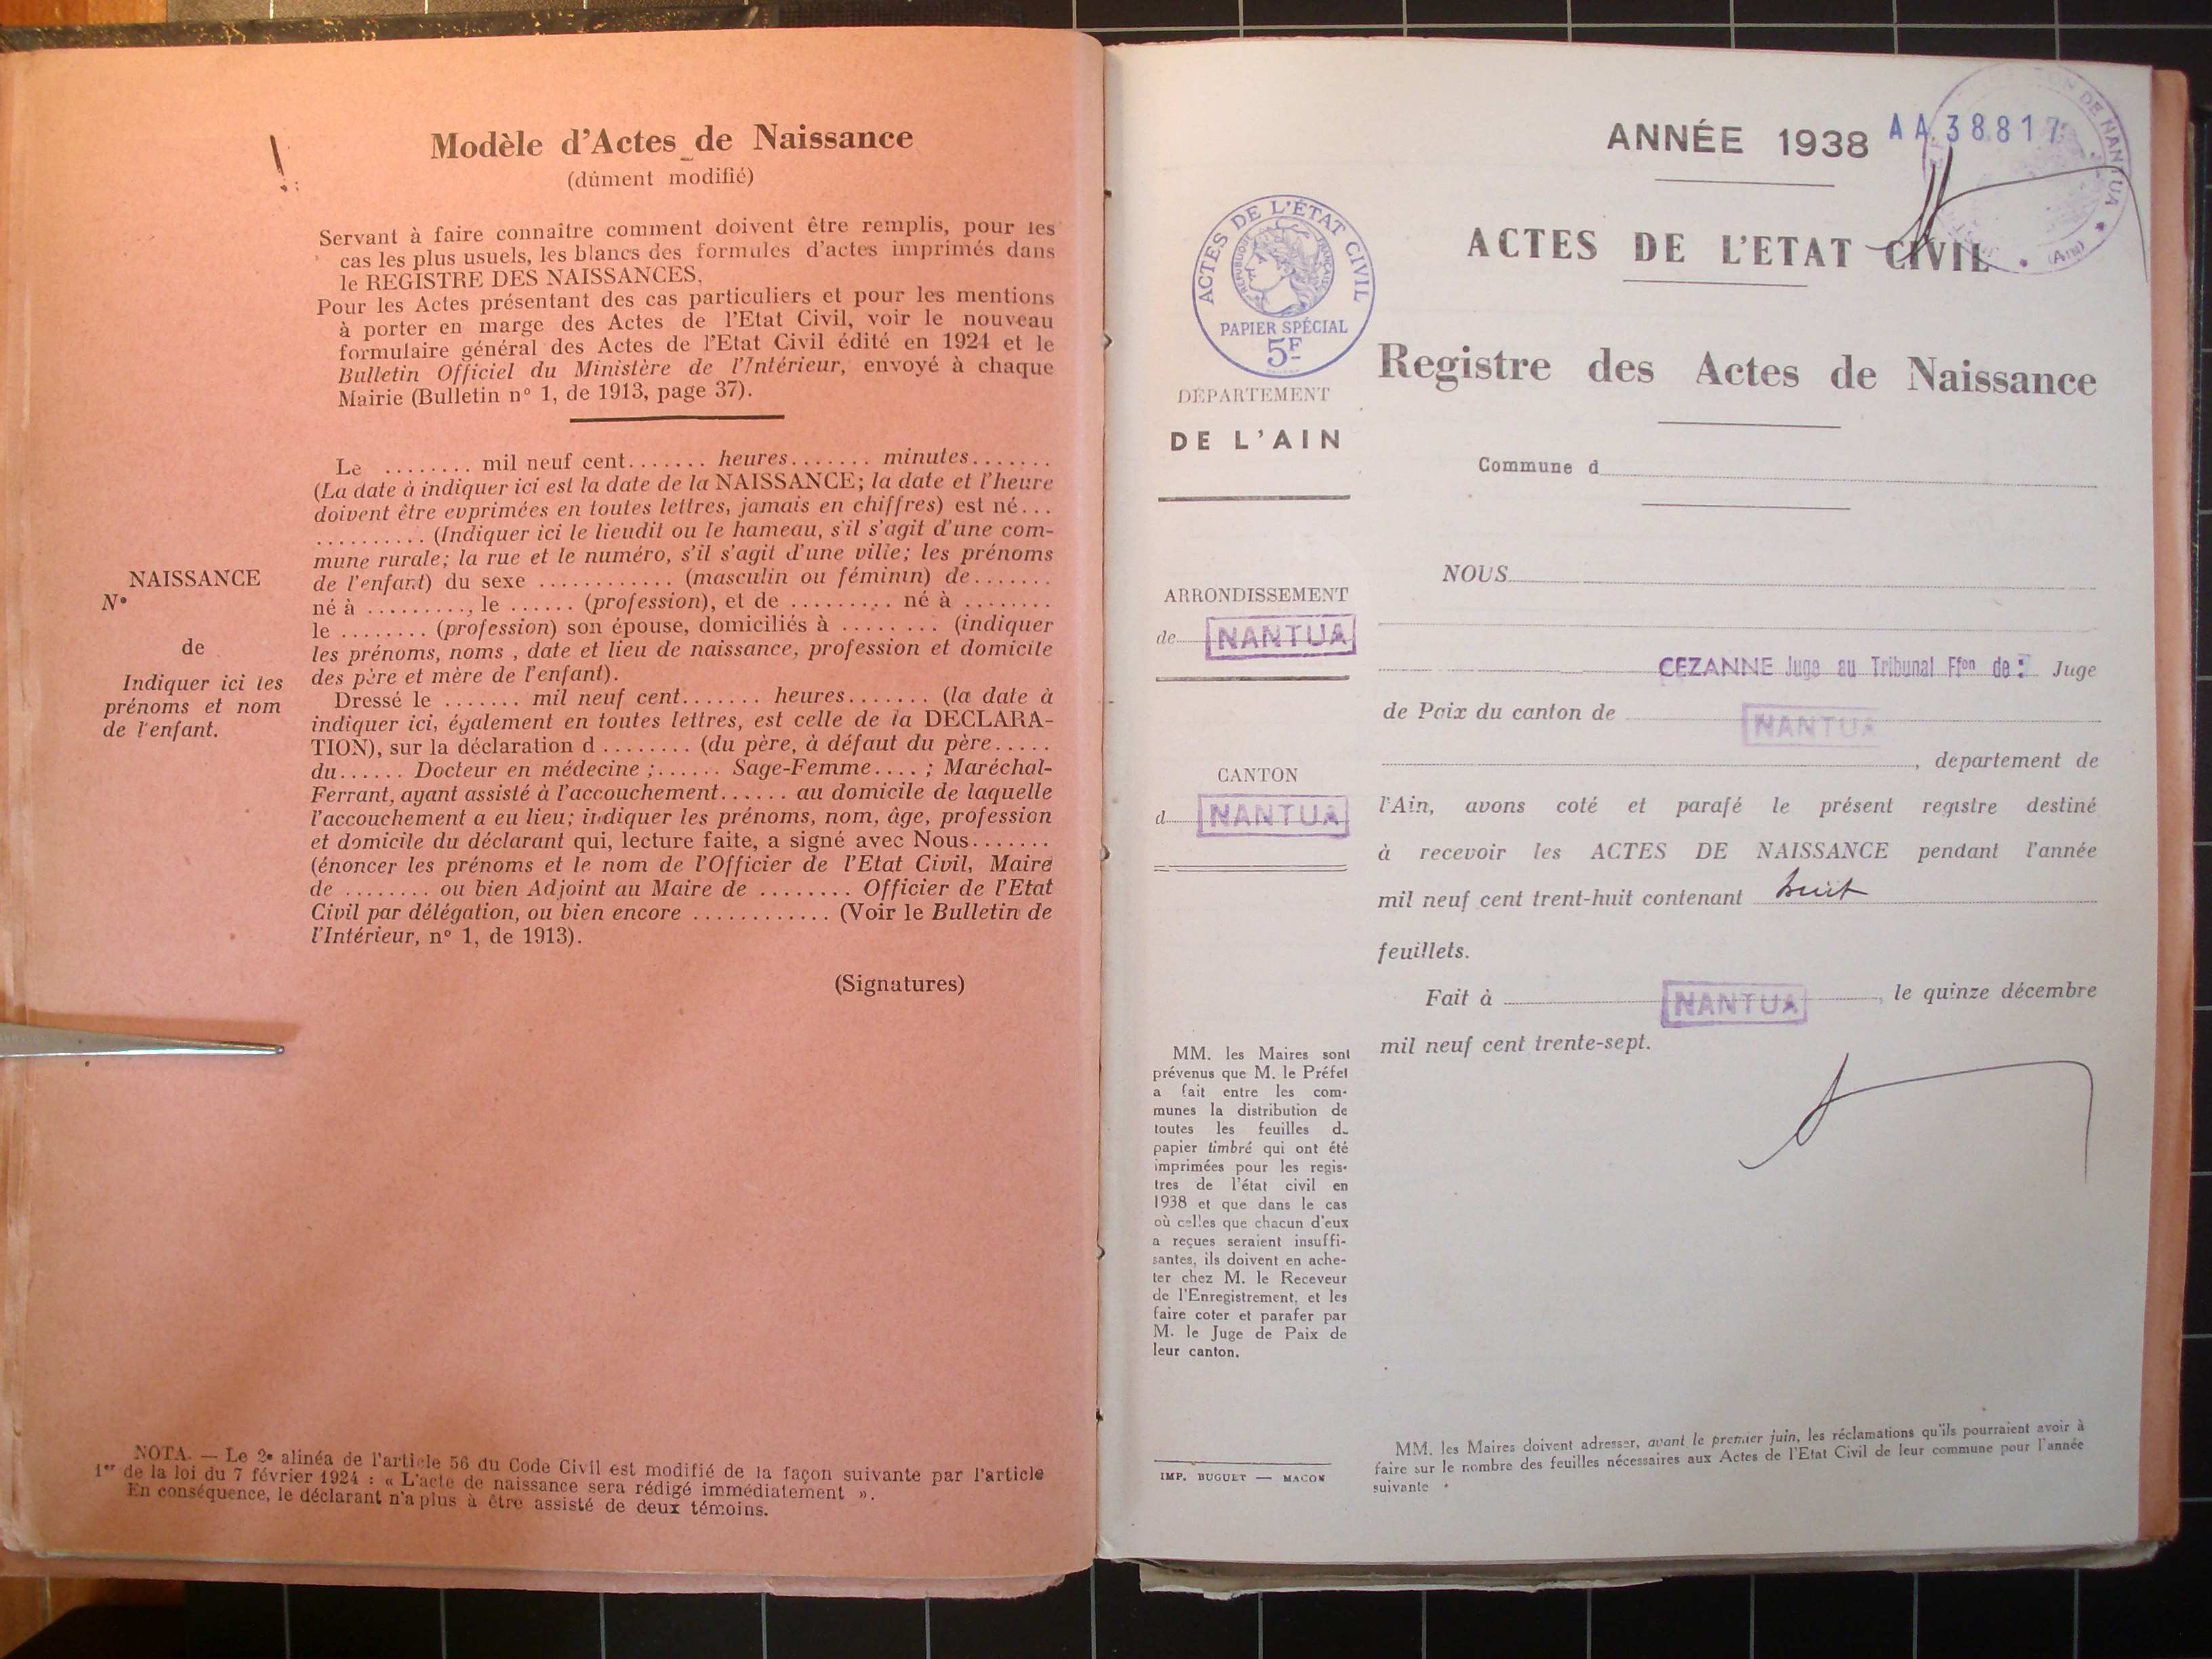 Modèle d'Actes de Naissance
(dûment modifié)
Servant à faire connaître comment doivent être remplis, pour les
cas les plus usuels, les blancs des formules d'actes imprimés dans
le REGISTRE DES NAISSANCES,
Pour les Actes présentant des cas particuliers et pour les mentions
à porter en marge des Actes de l'Etat Civil, voir le nouveau
formulaire général des Actes de l'Etat Civil édité en 1924 et le
Bulletin Officiel du Ministère de l'Intérieur, envoyé à chaque
Mairie (Bulletin n° 1, de 1913, page 37).
Le ........ mil neuf cent....... heures....... minutes.......
(La date à indiquer ici est la date de la NAISSANCE; la date et l'heure
doivent être evprimées en toutes lettres, jamais en chiffres) est né...
.......... (Indiquer ici le lieudit ou le hameau, s'il s'agit d'une com-
mune rurale; la rue et le numéro, s'il s'agit d'une ville; les prénoms
de l'enfant) du sexe ............ (masculin ou féminin) de.......
né à ........., le ...... (profession), et de ......... né à ........
le ........ (profession) son épouse, domiciliés à ........ (indiquer
les prénoms, noms , date et lieu de naissance, profession et domicile
des père et mère de l'enfant).
Dressé le ....... mil neuf cent....... heures....... (la date à
indiquer ici, également en toutes lettres, est celle de la DECLARA-
TION), sur la déclaration d ........ (du père, à défaut du père.....
du...... Docteur en médecine ;...... Sage-Femme.... ; Maréchal-
Ferrant, ayant assisté à l'accouchement...... au domicile de laquelle
l'accouchement a eu lieu; indiquer les prénoms, nom, âge, profession
et domicile du déclarant qui, lecture faite, a signé avec Nous.......
(énoncer les prénoms et le nom de l'Officier de l'Etat Civil, Maire
de ........ ou bien Adjoint au Maire de ........ Officier de l'Etat
Civil par délégation, ou bien encore ............ (Voir le Bulletin de
l'Intérieur, n° 1, de 1913).
(Signatures)
NAISSANCE
N°
de
Indiquer ici les
prénoms et nom
de l'enfant.
NOTA. — Le 2e alinéa de l'article 56 du Code Civil est modifié de la façon suivante par l'article
1er de la loi du 7 février 1924 : « L'acte de naissance sera rédigé immédiatement ».
En conséquence, le déclarant n'a plus à être assisté de deux témoins.
ANNÉE 1938
AA 38817
DE NANTUA
(Ain)
ACTES DE L'ETAT CIVIL
ACTES DE L'ÉTAT CIVIL
RÉPUBLIQUE FRANÇAISE
PAPIER SPÉCIAL
5F
DÉPARTEMENT
DE L'AIN
ARRONDISSEMENT
de NANTUA
CANTON
d NANTUA
Registre des Actes de Naissance
Commune d
NOUS
CEZANNE Juge au Tribunal Ffon de : Juge
de Paix du canton de NANTUA
, departement de
l'Ain, avons coté et parafé le présent registre destiné
à recevoir les ACTES DE NAISSANCE pendant l'année
mil neuf cent trent-huit contenant huit
feuillets.
Fait à NANTUA, le quinze décembre
mil neuf cent trente-sept.
MM. les Maires sont
prévenus que M. le Préfet
a fait entre les com-
munes la distribution de
toutes les feuilles de
papier timbré qui ont été
imprimées pour les regis-
tres de l'état civil en
1938 et que dans le cas
où celles que chacun d'eux
a reçues seraient insuffi-
santes, ils doivent en ache-
ter chez M. le Receveur
de l'Enregistrement, et les
faire coter et parafer par
M. le Juge de Paix de
leur canton.
IMP. BUGUET — MACON
MM. les Maires doivent adresser, avant le premier juin, les réclamations qu'ils pourraient avoir à
faire sur le nombre des feuilles nécessaires aux Actes de l'Etat Civil de leur commune pour l'année
suivante